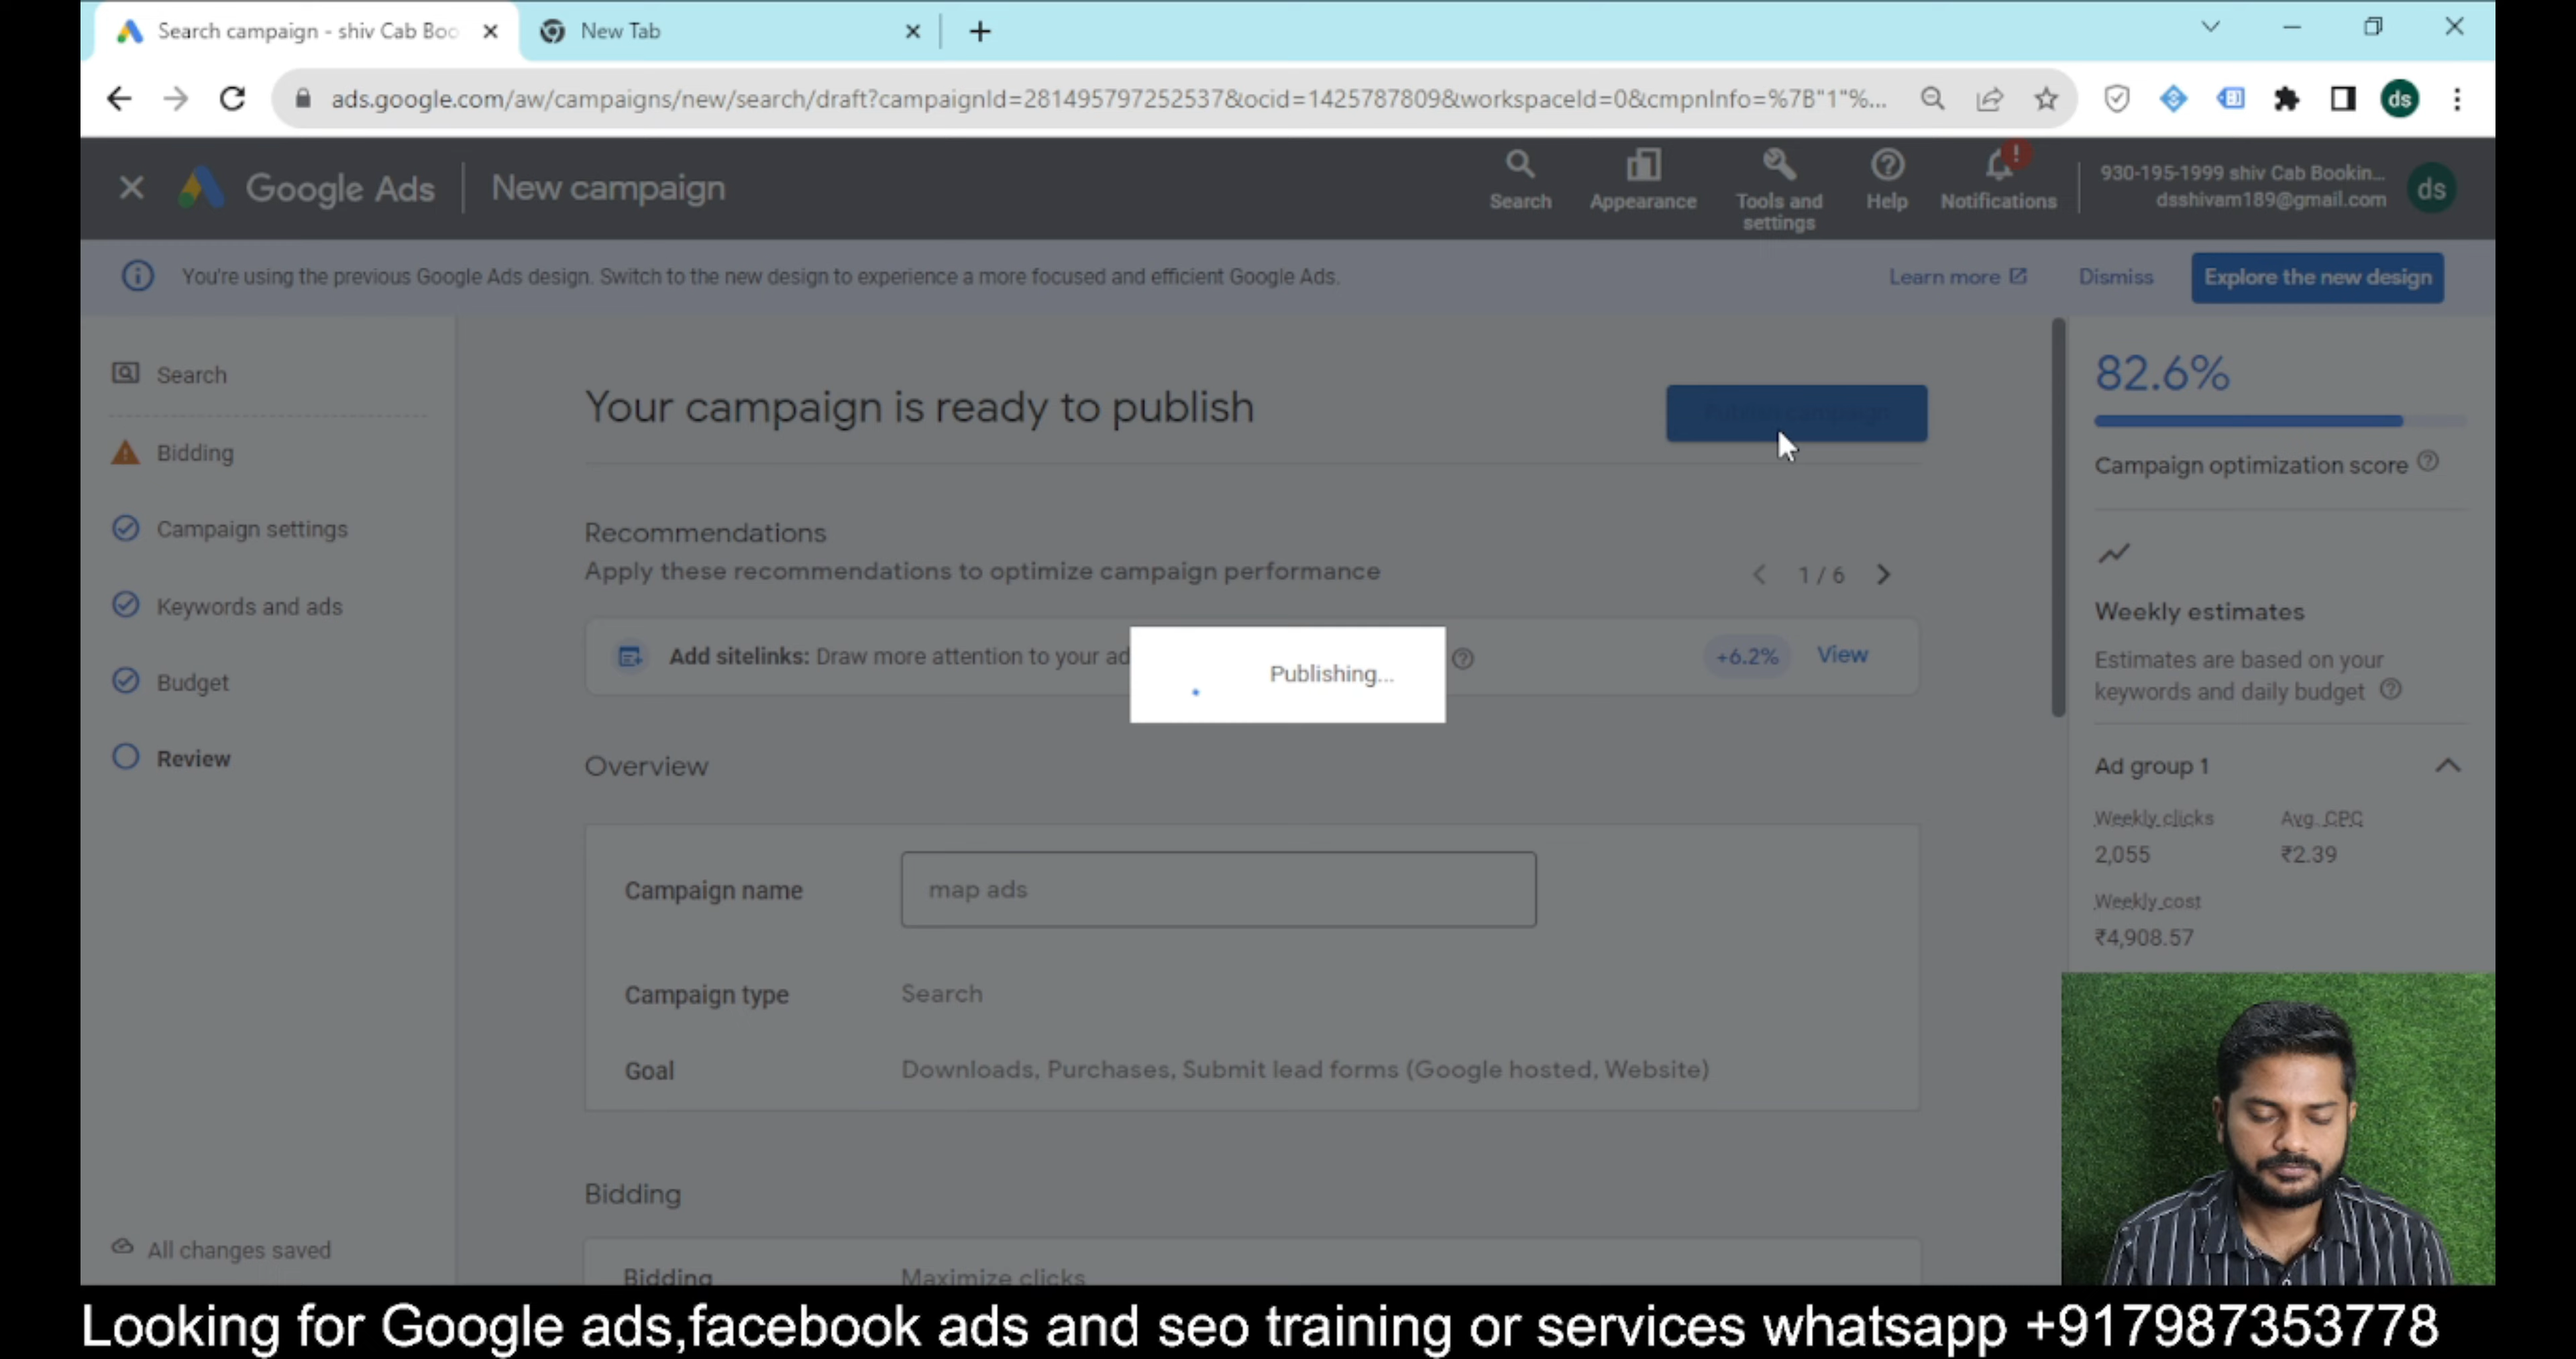 Search campaign - shiv Cab Boo
New Tab
ads.google.com/aw/campaigns/new/search/draft?campaignId=281495797252537&ocid=1425787809&workspaceId=0&cmpnInfo=%7B"1"%...
ds
Google Ads
New campaign
Search
Appearance
Tools and
settings
Help
Notifications
930-195-1999 shiv Cab Bookin...
dsshivam189@gmail.com
ds
You're using the previous Google Ads design. Switch to the new design to experience a more focused and efficient Google Ads.
Learn more
Dismiss
Explore the new design
Search
Bidding
Campaign settings
Keywords and ads
Budget
Review
All changes saved
Your campaign is ready to publish
Recommendations
Apply these recommendations to optimize campaign performance
1 / 6
Add sitelinks: Draw more attention to your ad
+6.2%
View
Publishing...
Overview
Campaign name
map ads
Campaign type
Search
Goal
Downloads, Purchases, Submit lead forms (Google hosted, Website)
Bidding
Bidding
Maximize clicks
82.6%
Campaign optimization score
Weekly estimates
Estimates are based on your
keywords and daily budget
Ad group 1
Weekly clicks
Avg. CPC
2,055
₹2.39
Weekly cost
₹4,908.57
Looking for Google ads,facebook ads and seo training or services whatsapp +917987353778